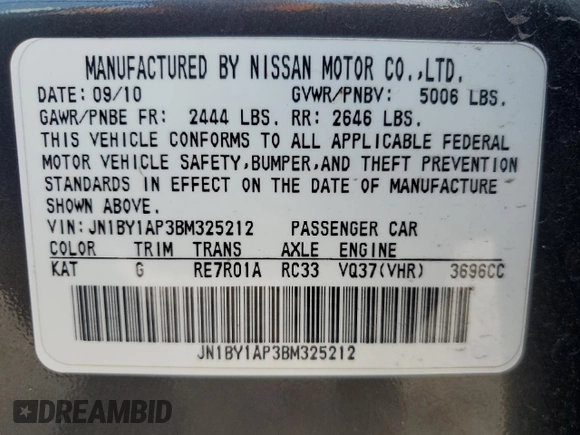 MANUFACTURED BY NISSAN MOTOR CO.,LTD.
DATE: 09/10 GVWR/PNBV: 5006 LBS.
GAWR/PNBE FR: 2444 LBS. RR: 2646 LBS.
THIS VEHICLE CONFORMS TO ALL APPLICABLE FEDERAL
MOTOR VEHICLE SAFETY,BUMPER,AND THEFT PREVENTION
STANDARDS IN EFFECT ON THE DATE OF MANUFACTURE
SHOWN ABOVE.
VIN:JN1BY1AP3BM325212 PASSENGER CAR
COLOR TRIM TRANS AXLE ENGINE
KAT G RE7R01A RC33 VQ37(VHR) 3696CC
JN1BY1AP3BM325212
DREAMBID